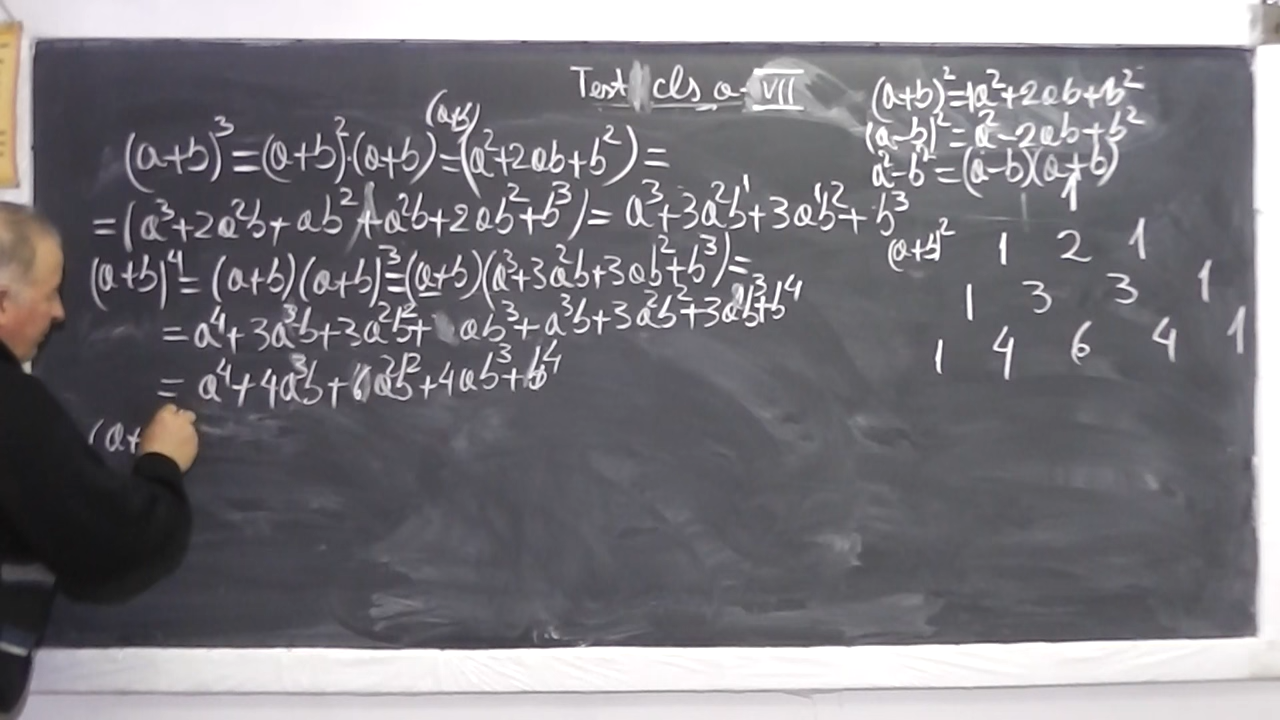 Test cls a-VII
(a+b)³=(a+b)²·(a+b)=(a²+2ab+b²)=
(a+b)
=(a³+2a²b+ab²+a²b+2ab²+b³)=a³+3a²b¹+3a¹b²+b³
(a+b)⁴=(a+b)(a+b)³=(a+b)(a³+3a²b+3ab²+b³)=
=a⁴+3a³b+3a²b²+ab³+a³b+3a²b²+3ab³+b⁴
=a⁴+4a³b+6a²b²+4ab³+b⁴
(a+
(a+b)²=1a²+2ab+b²
(a-b)²=a²-2ab+b²
a²-b²=(a-b)(a+b)
1
(a+b)² 1 2 1
1 3 3 1
1 4 6 4 1